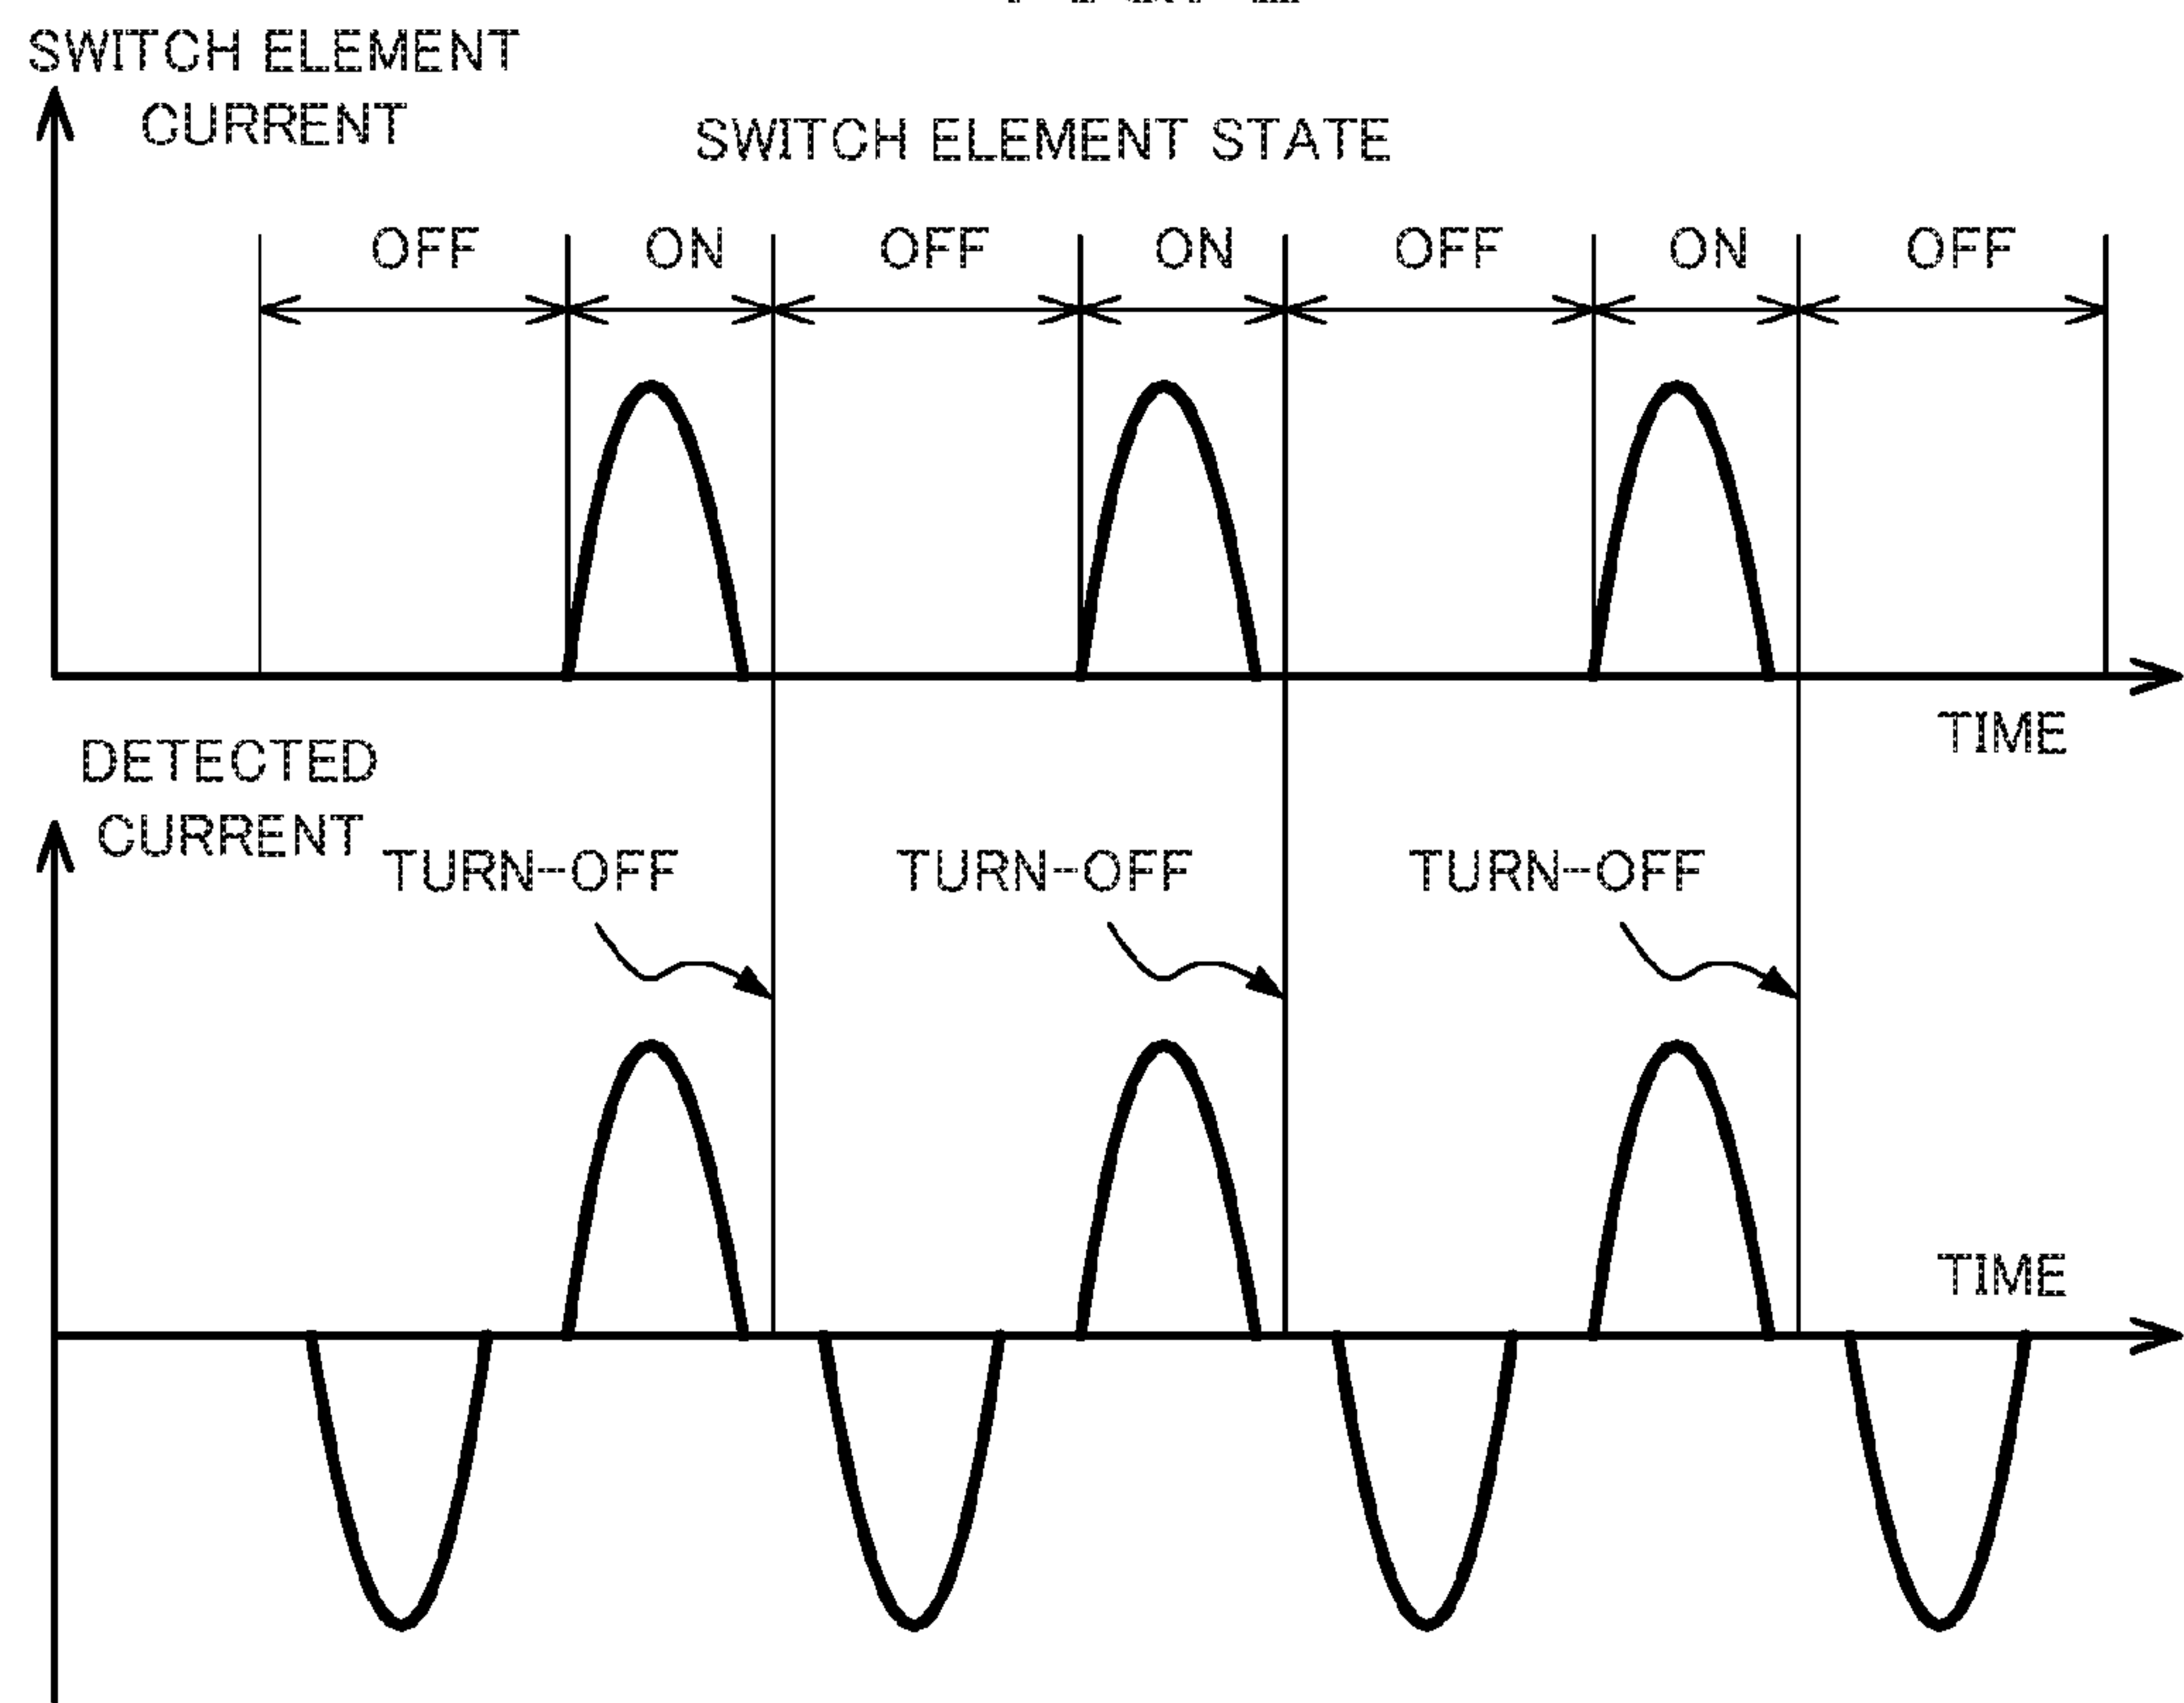 SWITCH ELEMENT
CURRENT
SWITCH ELEMENT STATE
OFF ON OFF ON OFF ON OFF
TIME
DETECTED
CURRENT
TURN-OFF TURN-OFF TURN-OFF
TIME